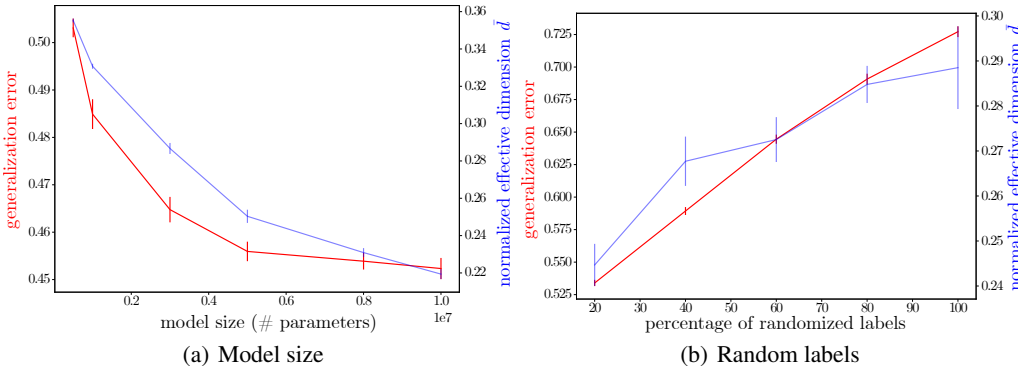 0.50
0.49
0.48
0.47
0.46
0.45
generalization error
0.36
0.34
0.32
0.30
0.28
0.26
0.24
0.22
normalized effective dimension d̄
0.2 0.4 0.6 0.8 1.0
1e7
model size (# parameters)
(a) Model size
0.725
0.700
0.675
0.650
0.625
0.600
0.575
0.550
0.525
generalization error
0.30
0.29
0.28
0.27
0.26
0.25
0.24
normalized effective dimension d̄
20 30 40 50 60 70 80 90 100
percentage of randomized labels
(b) Random labels